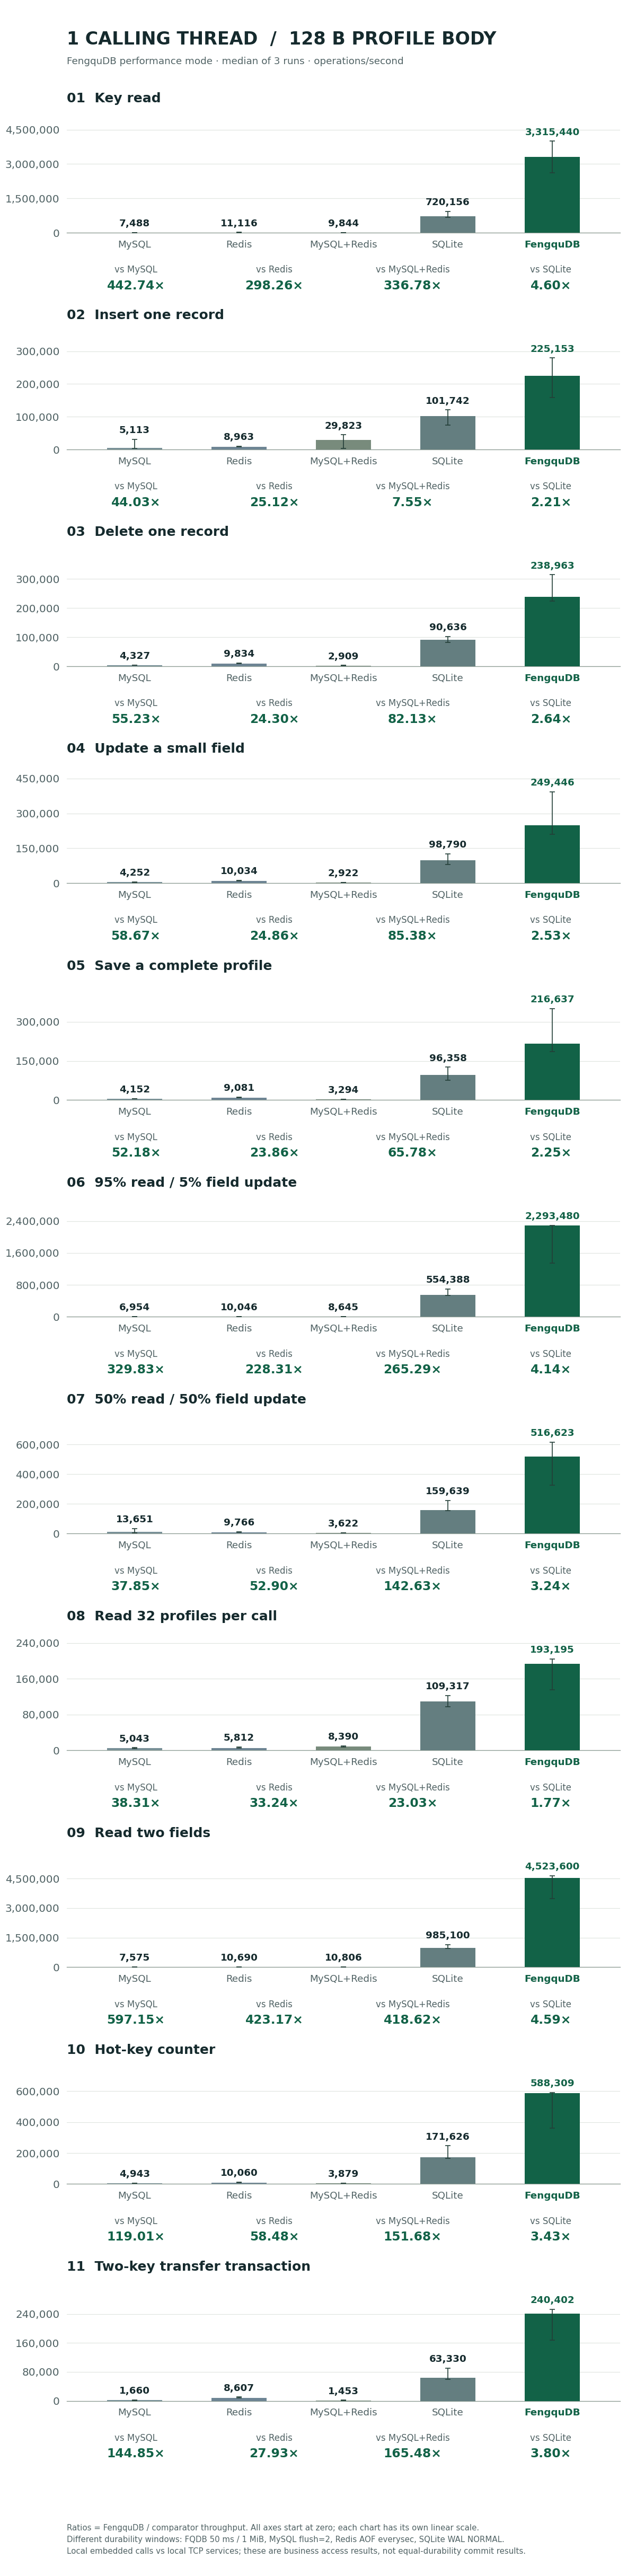 1 CALLING THREAD / 128 B PROFILE BODY
FengquDB performance mode · median of 3 runs · operations/second
01 Key read
4,500,000
3,000,000
1,500,000
0
7,488 11,116 9,844 720,156 3,315,440
MySQL Redis MySQL+Redis SQLite FengquDB
vs MySQL vs Redis vs MySQL+Redis vs SQLite
442.74× 298.26× 336.78× 4.60×
02 Insert one record
300,000
200,000
100,000
0
5,113 8,963 29,823 101,742 225,153
MySQL Redis MySQL+Redis SQLite FengquDB
vs MySQL vs Redis vs MySQL+Redis vs SQLite
44.03× 25.12× 7.55× 2.21×
03 Delete one record
300,000
200,000
100,000
0
4,327 9,834 2,909 90,636 238,963
MySQL Redis MySQL+Redis SQLite FengquDB
vs MySQL vs Redis vs MySQL+Redis vs SQLite
55.23× 24.30× 82.13× 2.64×
04 Update a small field
450,000
300,000
150,000
0
4,252 10,034 2,922 98,790 249,446
MySQL Redis MySQL+Redis SQLite FengquDB
vs MySQL vs Redis vs MySQL+Redis vs SQLite
58.67× 24.86× 85.38× 2.53×
05 Save a complete profile
300,000
150,000
0
4,152 9,081 3,294 96,358 216,637
MySQL Redis MySQL+Redis SQLite FengquDB
vs MySQL vs Redis vs MySQL+Redis vs SQLite
52.18× 23.86× 65.78× 2.25×
06 95% read / 5% field update
2,400,000
1,600,000
800,000
0
6,954 10,046 8,645 554,388 2,293,480
MySQL Redis MySQL+Redis SQLite FengquDB
vs MySQL vs Redis vs MySQL+Redis vs SQLite
329.83× 228.31× 265.29× 4.14×
07 50% read / 50% field update
600,000
400,000
200,000
0
13,651 9,766 3,622 159,639 516,623
MySQL Redis MySQL+Redis SQLite FengquDB
vs MySQL vs Redis vs MySQL+Redis vs SQLite
37.85× 52.90× 142.63× 3.24×
08 Read 32 profiles per call
240,000
160,000
80,000
0
5,043 5,812 8,390 109,317 193,195
MySQL Redis MySQL+Redis SQLite FengquDB
vs MySQL vs Redis vs MySQL+Redis vs SQLite
38.31× 33.24× 23.03× 1.77×
09 Read two fields
4,500,000
3,000,000
1,500,000
0
7,575 10,690 10,806 985,100 4,523,600
MySQL Redis MySQL+Redis SQLite FengquDB
vs MySQL vs Redis vs MySQL+Redis vs SQLite
597.15× 423.17× 418.62× 4.59×
10 Hot-key counter
600,000
400,000
200,000
0
4,943 10,060 3,879 171,626 588,309
MySQL Redis MySQL+Redis SQLite FengquDB
vs MySQL vs Redis vs MySQL+Redis vs SQLite
119.01× 58.48× 151.68× 3.43×
11 Two-key transfer transaction
240,000
160,000
80,000
0
1,660 8,607 1,453 63,330 240,402
MySQL Redis MySQL+Redis SQLite FengquDB
vs MySQL vs Redis vs MySQL+Redis vs SQLite
144.85× 27.93× 165.48× 3.80×
Ratios = FengquDB / comparator throughput. All axes start at zero; each chart has its own linear scale.
Different durability windows: FQDB 50 ms / 1 MiB, MySQL flush=2, Redis AOF everysec, SQLite WAL NORMAL.
Local embedded calls vs local TCP services; these are business access results, not equal-durability commit results.